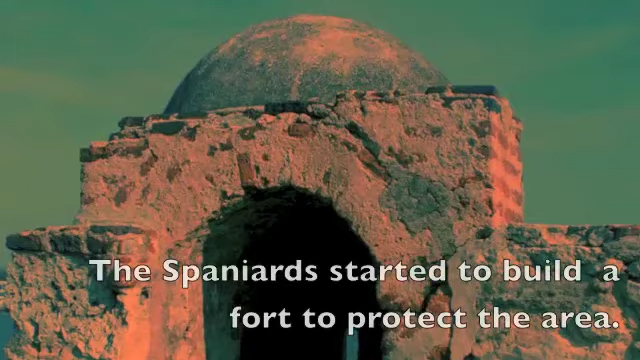 The Spaniards started to build a
fort to protect the area.